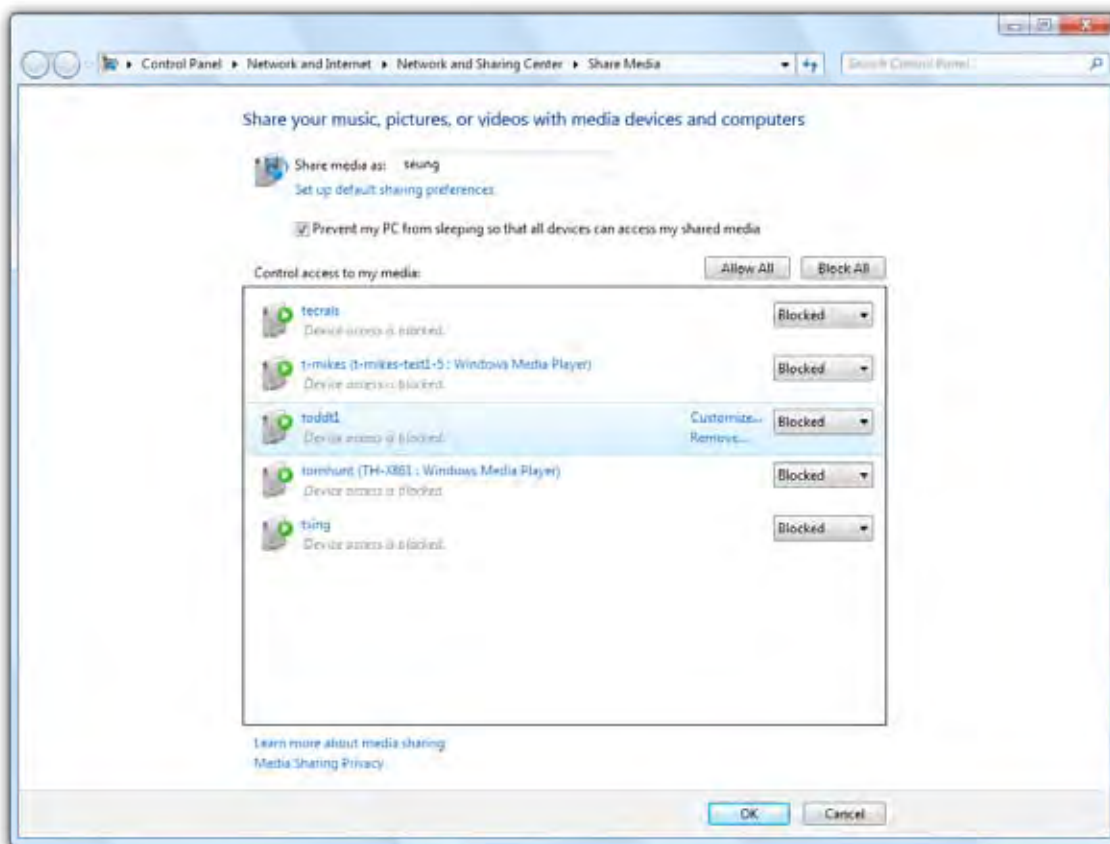 Control Panel ▸ Network and Internet ▸ Network and Sharing Center ▸ Share Media
Search Control Panel
Share your music, pictures, or videos with media devices and computers
Share media as: seung
Set up default sharing preferences
Prevent my PC from sleeping so that all devices can access my shared media
Control access to my media:
Allow All
Block All
tecrals
Blocked
Device access is blocked.
t-mikes (t-mikes-test1-5 : Windows Media Player)
Blocked
Device access is blocked.
toddt1
Customize...
Blocked
Device access is blocked.
Remove...
tomhunt (TH-X861 : Windows Media Player)
Blocked
Device access is blocked.
tsing
Blocked
Device access is blocked.
Learn more about media sharing
Media Sharing Privacy
OK
Cancel